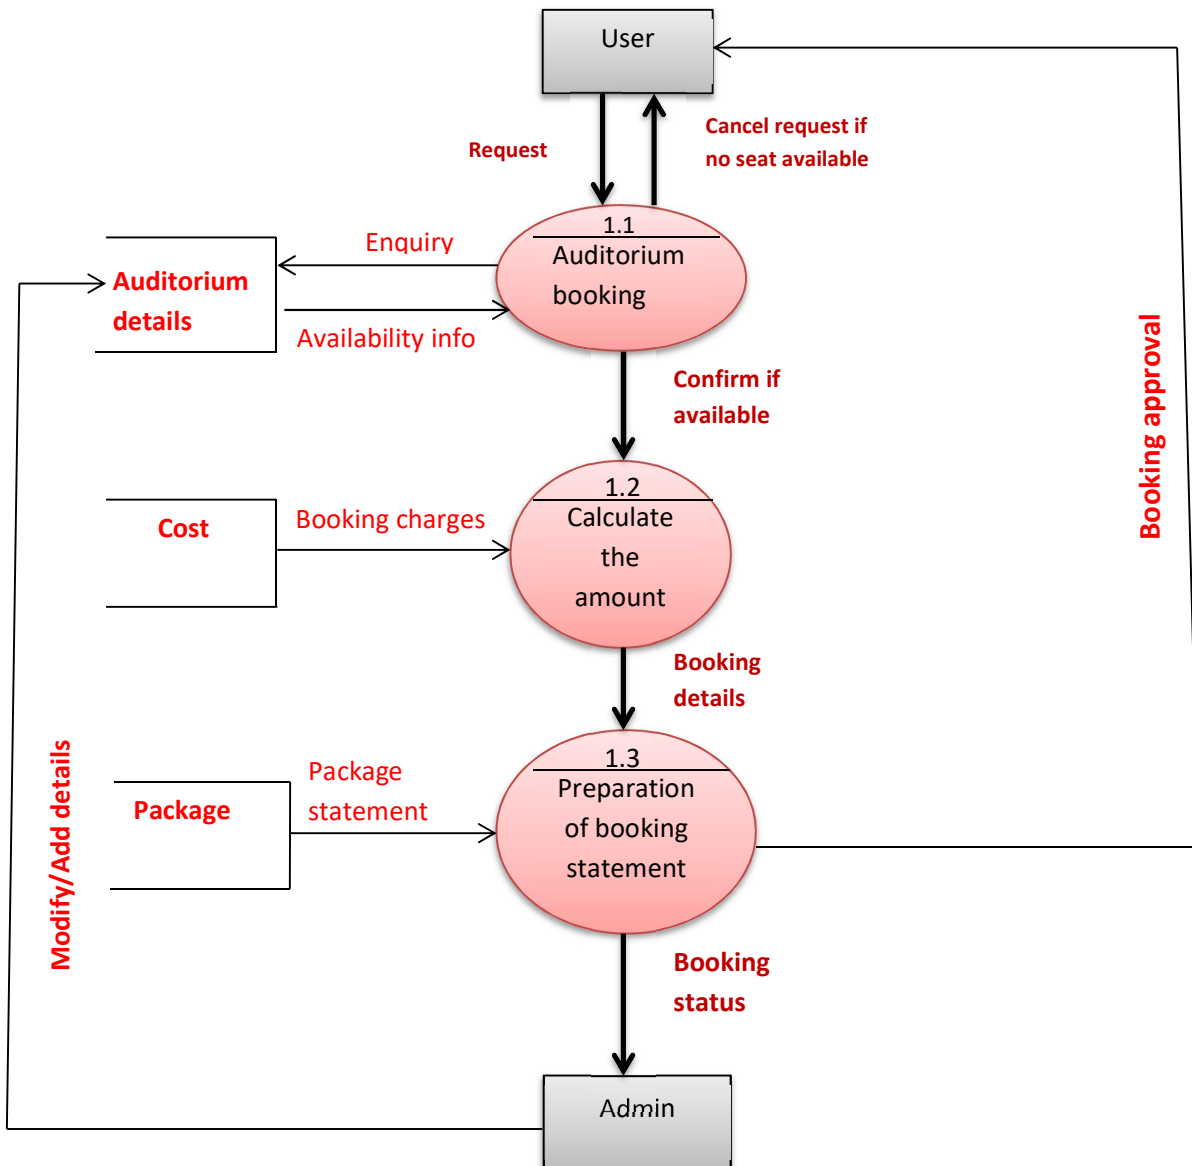 User
Request
Cancel request if
no seat available
1.1
Auditorium
booking
Enquiry
Auditorium
details
Availability info
Confirm if
available
Booking approval
1.2
Calculate
the
amount
Cost
Booking charges
Booking
details
1.3
Preparation
of booking
statement
Package
statement
Package
Modify/Add details
Booking
status
Admin